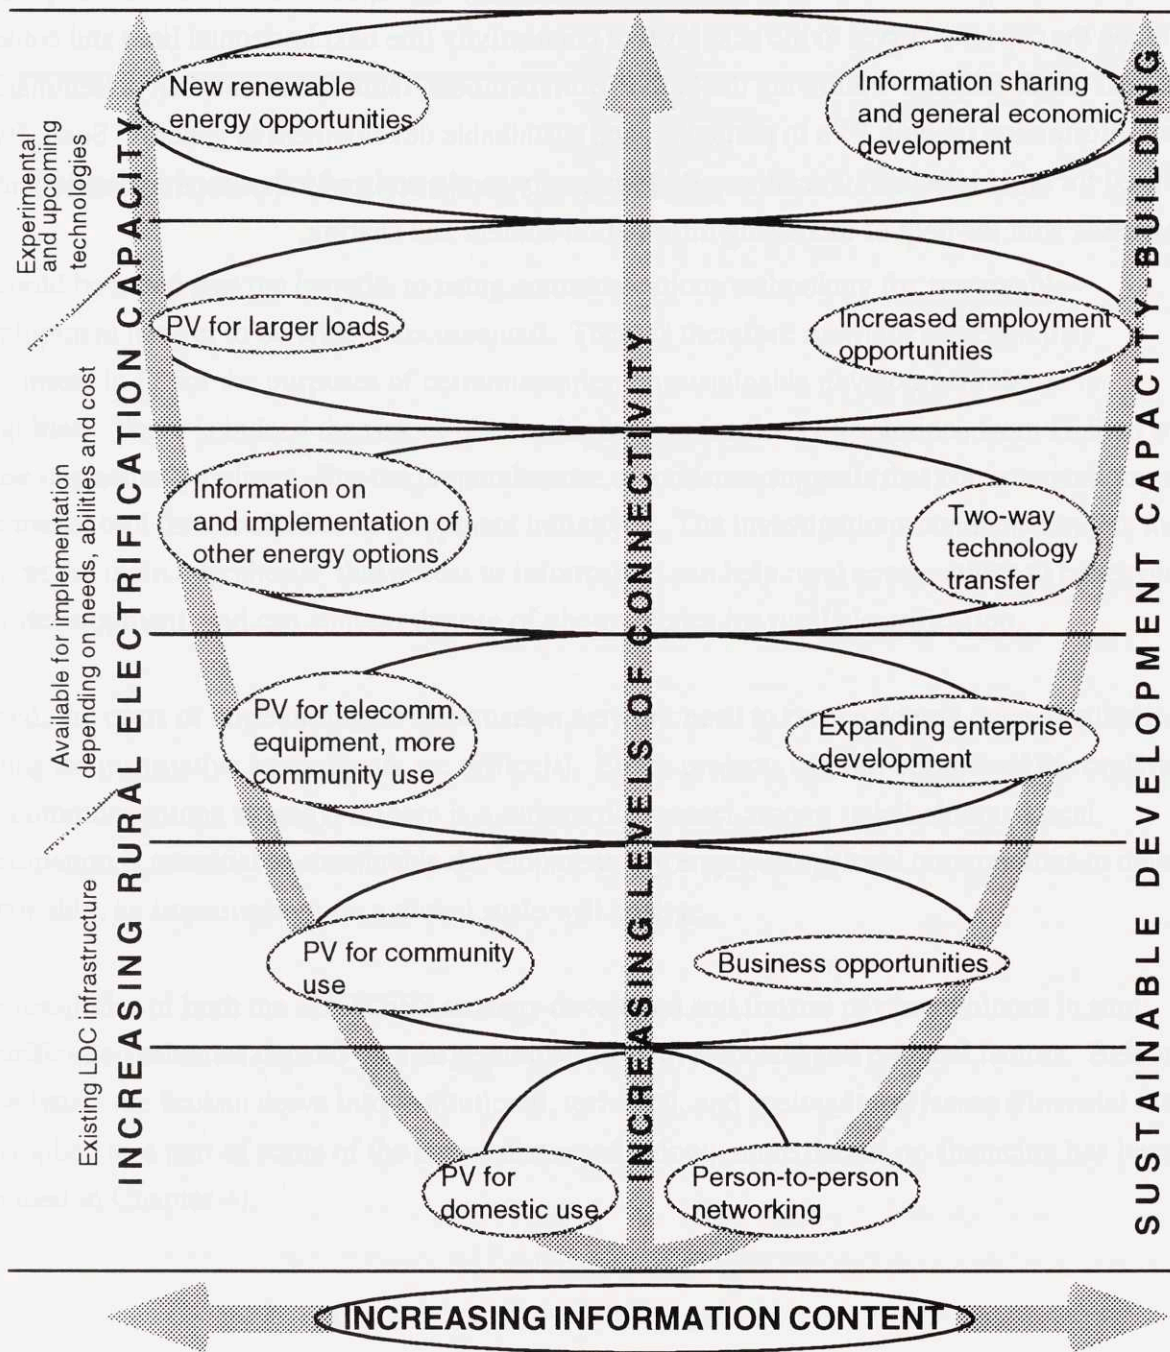 New renewable
energy opportunities
Information sharing
and general economic
development
Experimental
and upcoming
technologies
PV for larger loads
Increased employment
opportunities
Available for implementation
depending on needs, abilities and cost
Information on
and implementation of
other energy options
Two-way
technology
transfer
PV for telecomm.
equipment, more
community use
Expanding enterprise
development
Existing LDC infrastructure
PV for community
use
Business opportunities
PV for
domestic use
Person-to-person
networking
INCREASING RURAL ELECTRIFICATION CAPACITY
INCREASING LEVELS OF CONNECTIVITY
SUSTAINABLE DEVELOPMENT CAPACITY-BUILDING
INCREASING INFORMATION CONTENT